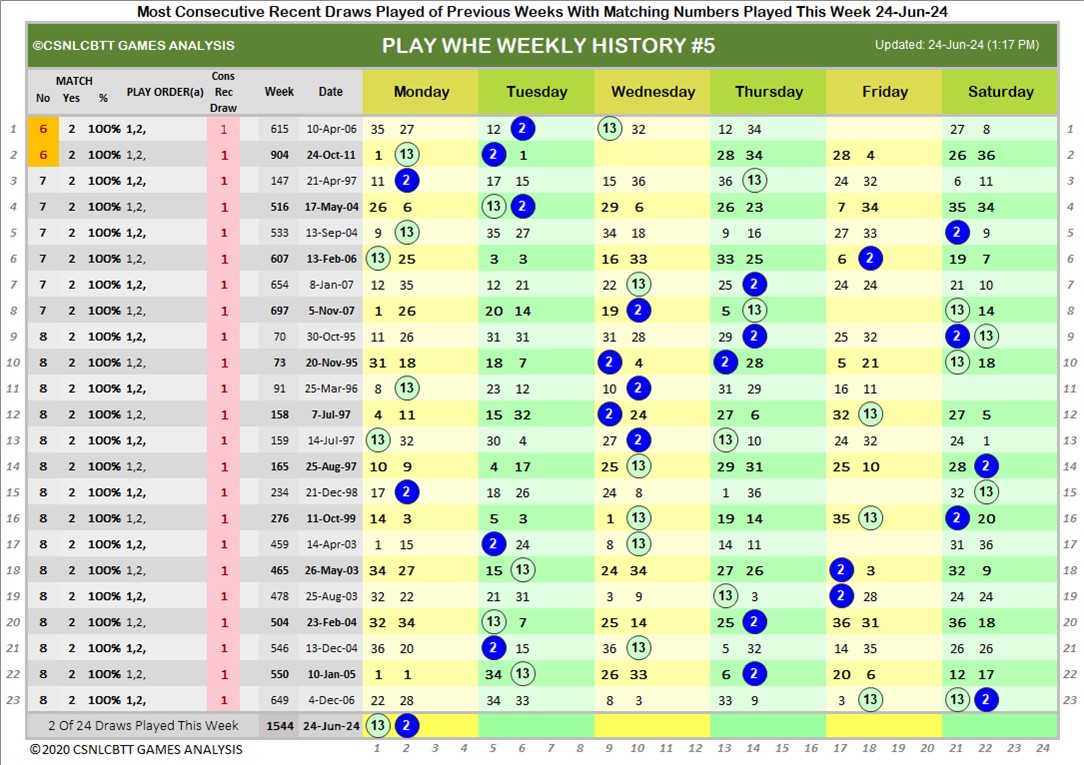 Most Consecutive Recent Draws Played of Previous Weeks With Matching Numbers Played This Week 24-Jun-24
©CSNLCBTT GAMES ANALYSIS PLAY WHE WEEKLY HISTORY #5 Updated: 24-Jun-24 (1:17 PM)
No MATCH Yes % PLAY ORDER(a) Cons Rec Draw Week Date Monday Tuesday Wednesday Thursday Friday Saturday
1 6 2 100% 1,2, 1 615 10-Apr-06 35 27 12 2 13 32 12 34 27 8 1
2 6 2 100% 1,2, 1 904 24-Oct-11 1 13 2 1 28 34 28 4 26 36 2
3 7 2 100% 1,2, 1 147 21-Apr-97 11 2 17 15 15 36 36 13 24 32 6 11 3
4 7 2 100% 1,2, 1 516 17-May-04 26 6 13 2 29 6 26 23 7 34 35 34 4
5 7 2 100% 1,2, 1 533 13-Sep-04 9 13 35 27 34 18 9 16 27 33 2 9 5
6 7 2 100% 1,2, 1 607 13-Feb-06 13 25 3 3 16 33 33 25 6 2 19 7 6
7 7 2 100% 1,2, 1 654 8-Jan-07 12 35 12 21 22 13 25 2 24 24 21 10 7
8 7 2 100% 1,2, 1 697 5-Nov-07 1 26 20 14 19 2 5 13 13 14 8
9 8 2 100% 1,2, 1 70 30-Oct-95 11 26 31 31 31 28 29 2 25 32 2 13 9
10 8 2 100% 1,2, 1 73 20-Nov-95 31 18 18 7 2 4 2 28 5 21 13 18 10
11 8 2 100% 1,2, 1 91 25-Mar-96 8 13 23 12 10 2 31 29 16 11 11
12 8 2 100% 1,2, 1 158 7-Jul-97 4 11 15 32 2 24 27 6 32 13 27 5 12
13 8 2 100% 1,2, 1 159 14-Jul-97 13 32 30 4 27 2 13 10 24 32 24 1 13
14 8 2 100% 1,2, 1 165 25-Aug-97 10 9 4 17 25 13 29 31 25 10 28 2 14
15 8 2 100% 1,2, 1 234 21-Dec-98 17 2 18 26 24 8 1 36 32 13 15
16 8 2 100% 1,2, 1 276 11-Oct-99 14 3 5 3 1 13 19 14 35 13 2 20 16
17 8 2 100% 1,2, 1 459 14-Apr-03 1 15 2 24 8 13 14 11 31 36 17
18 8 2 100% 1,2, 1 465 26-May-03 34 27 15 13 24 34 27 26 2 3 32 9 18
19 8 2 100% 1,2, 1 478 25-Aug-03 32 22 21 31 3 9 13 3 2 28 24 24 19
20 8 2 100% 1,2, 1 504 23-Feb-04 32 34 13 7 25 14 25 2 36 31 36 18 20
21 8 2 100% 1,2, 1 546 13-Dec-04 36 20 2 15 36 13 5 32 14 35 26 26 21
22 8 2 100% 1,2, 1 550 10-Jan-05 1 1 34 13 26 33 6 2 20 6 12 17 22
23 8 2 100% 1,2, 1 649 4-Dec-06 22 28 34 33 8 3 33 9 3 13 13 2 23
2 Of 24 Draws Played This Week 1544 24-Jun-24 13 2
©2020 CSNLCBTT GAMES ANALYSIS 1 2 3 4 5 6 7 8 9 10 11 12 13 14 15 16 17 18 19 20 21 22 23 24